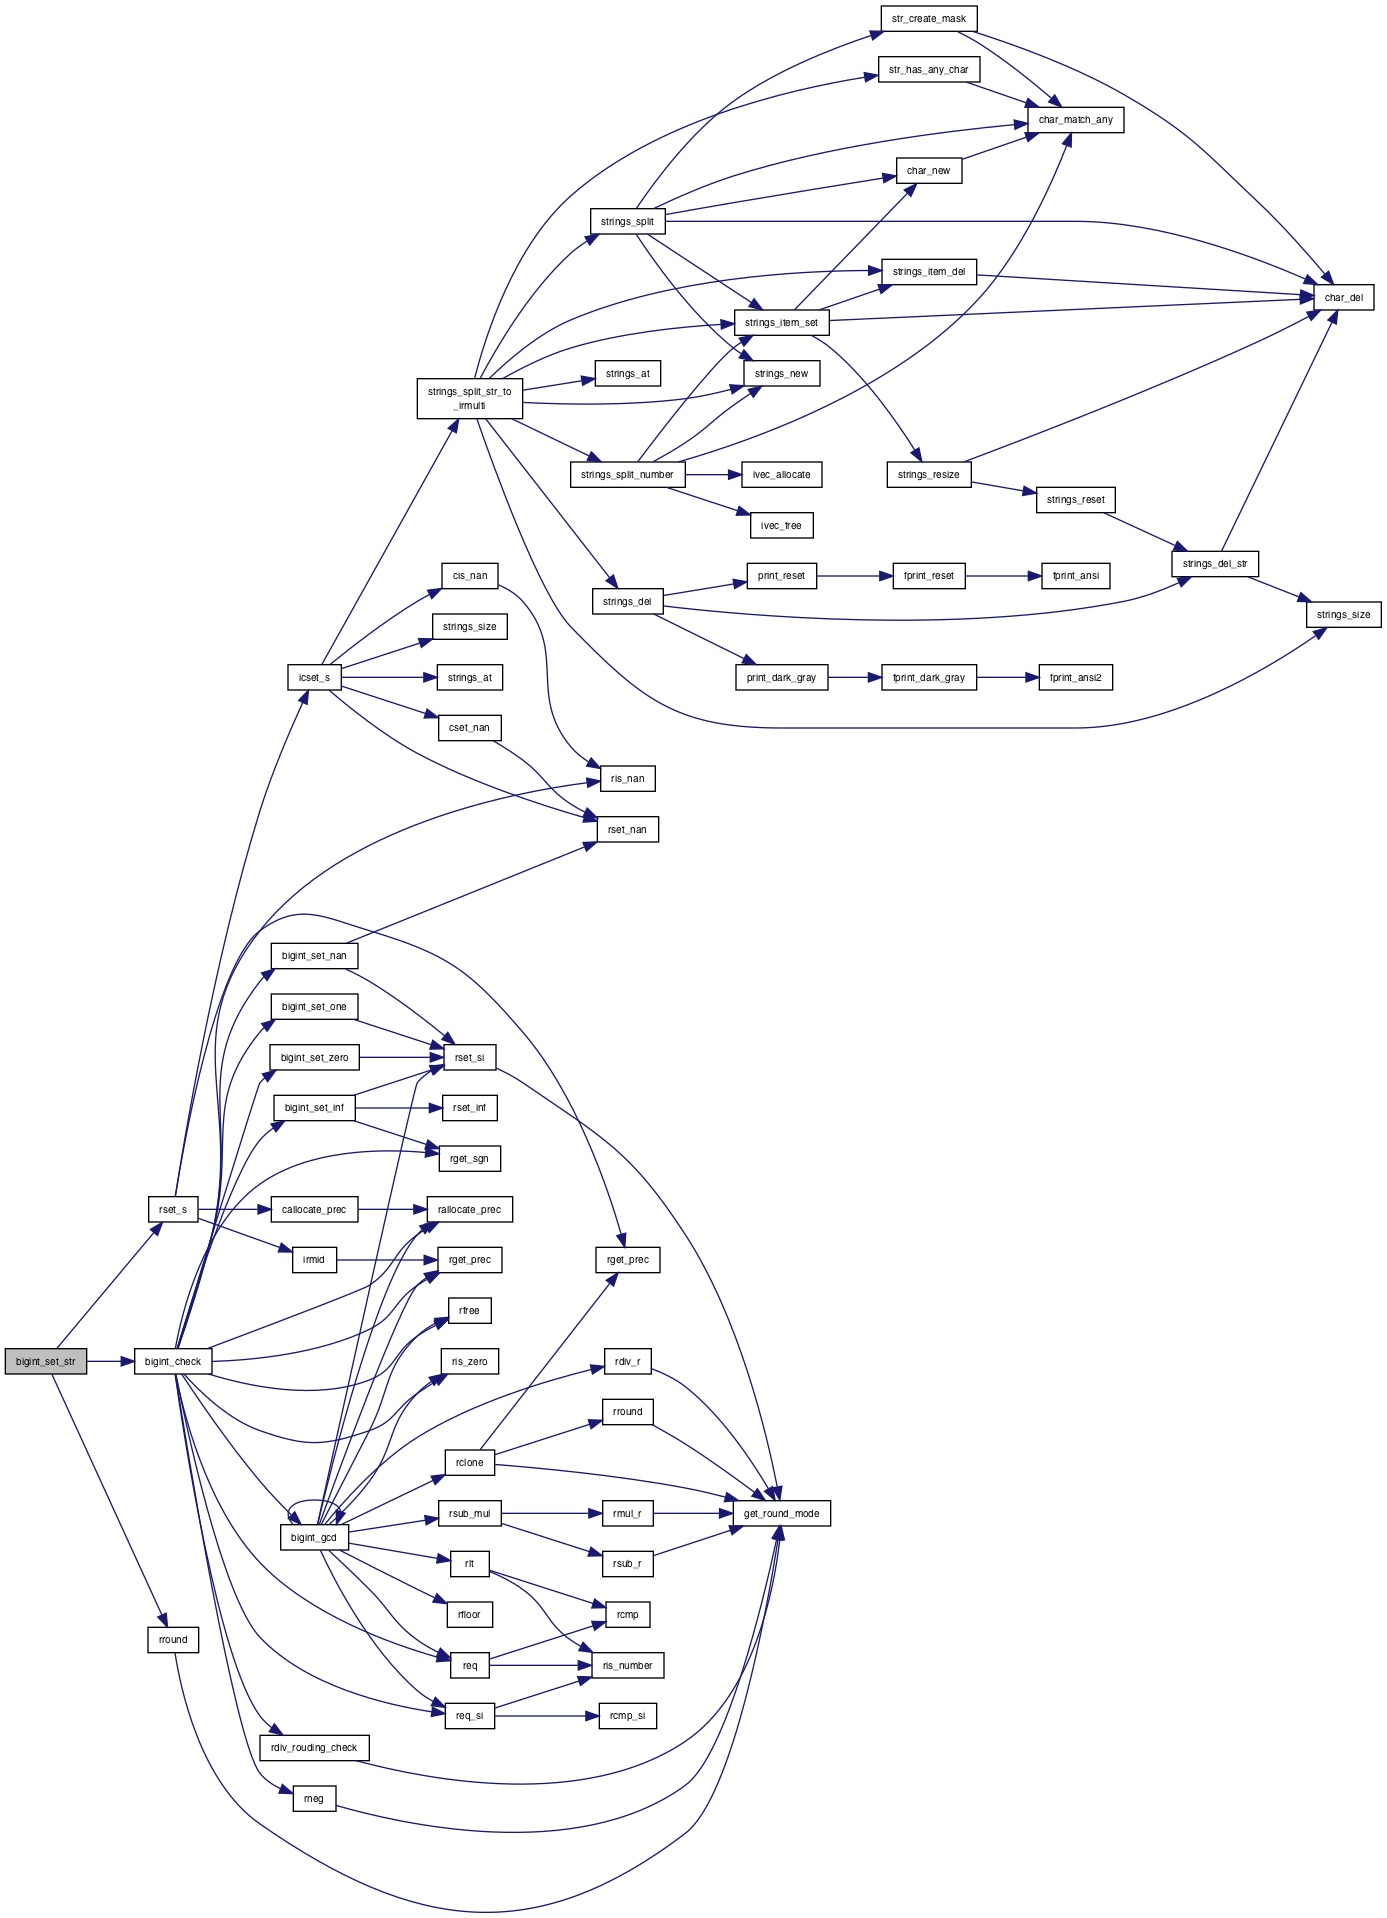 str_create_mask
str_has_any_char
char_match_any
char_new
strings_split
strings_item_del
char_del
strings_item_set
strings_at
strings_new
strings_split_str_to
_irmulti
strings_split_number
ivec_allocate
strings_resize
strings_reset
ivec_free
strings_del_str
cis_nan
print_reset
fprint_reset
fprint_ansi
strings_del
strings_size
strings_size
icset_s
strings_at
print_dark_gray
fprint_dark_gray
fprint_ansi2
cset_nan
ris_nan
rset_nan
bigint_set_nan
bigint_set_one
bigint_set_zero
rset_si
bigint_set_inf
rset_inf
rget_sgn
rset_s
callocate_prec
rallocate_prec
irmid
rget_prec
rget_prec
rfree
bigint_set_str
bigint_check
ris_zero
rdiv_r
rround
rclone
rsub_mul
rmul_r
get_round_mode
bigint_gcd
rlt
rsub_r
rfloor
rcmp
rround
req
ris_number
req_si
rcmp_si
rdiv_rouding_check
rneg